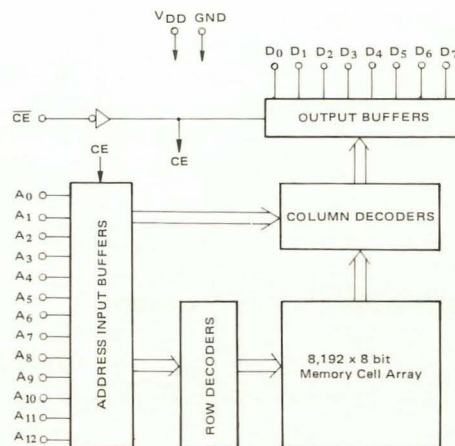 VDD GND
D0 D1 D2 D3 D4 D5 D6 D7
CE
OUTPUT BUFFERS
CE
CE
A0
A1
A2
A3
A4
A5
A6
A7
A8
A9
A10
A11
A12
ADDRESS INPUT BUFFERS
COLUMN DECODERS
ROW DECODERS
8,192 x 8 bit
Memory Cell Array